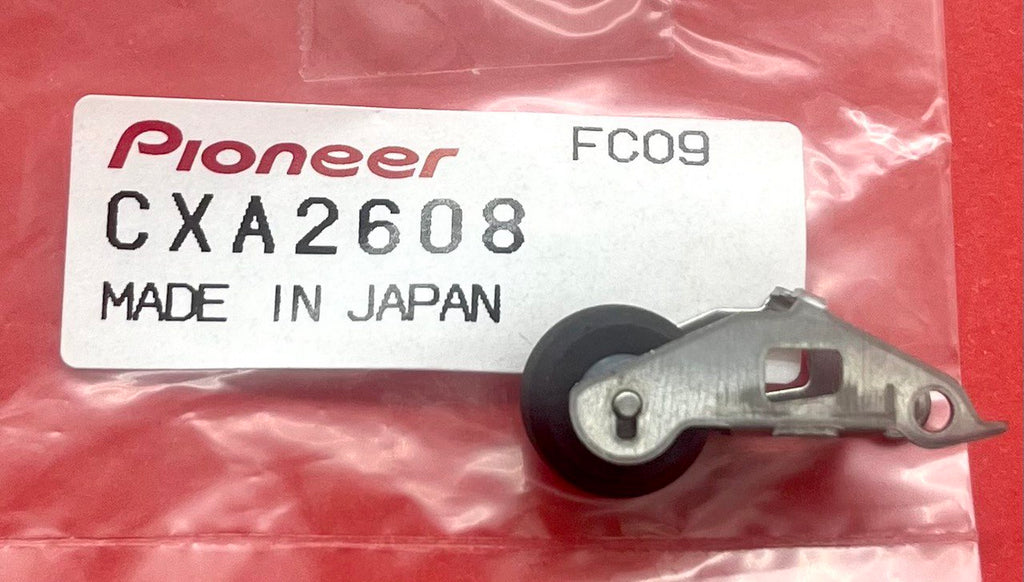 Pioneer FC09
CXA2608
MADE IN JAPAN